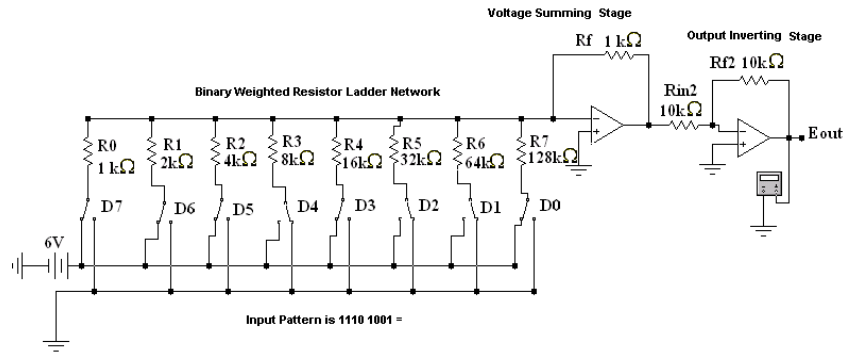 Voltage Summing Stage
Rf 1 kΩ
Output Inverting Stage
Rf2 10kΩ
Binary Weighted Resistor Ladder Network
Rin2
10kΩ
Eout
R0
1 kΩ
R1
2kΩ
R2
4kΩ
R3
8kΩ
R4
16kΩ
R5
32kΩ
R6
64kΩ
R7
128kΩ
D7
D6
D5
D4
D3
D2
D1
D0
6V
Input Pattern is 1110 1001 =